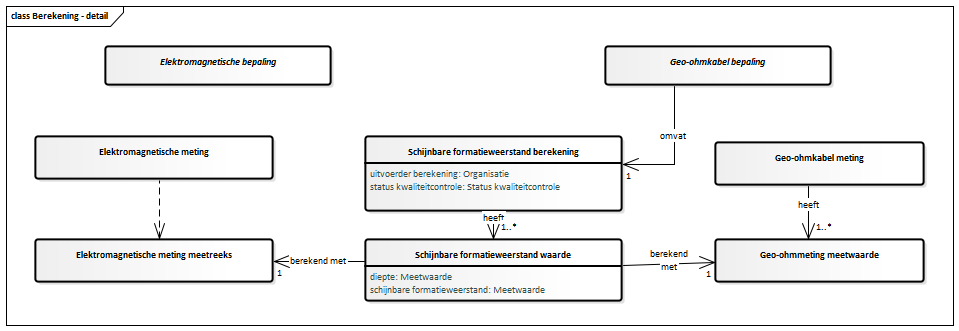 class Berekening - detail
Elektromagnetische bepaling
Geo-ohmkabel bepaling
omvat
1
Elektromagnetische meting
Schijnbare formatieweerstand berekening
uitvoerder berekening: Organisatie
status kwaliteitcontrole: Status kwaliteitcontrole
Geo-ohmkabel meting
heeft
1..*
heeft
1..*
Elektromagnetische meting meetreeks
berekend met
1
Schijnbare formatieweerstand waarde
diepte: Meetwaarde
schijnbare formatieweerstand: Meetwaarde
berekend
met
1
Geo-ohmmeting meetwaarde